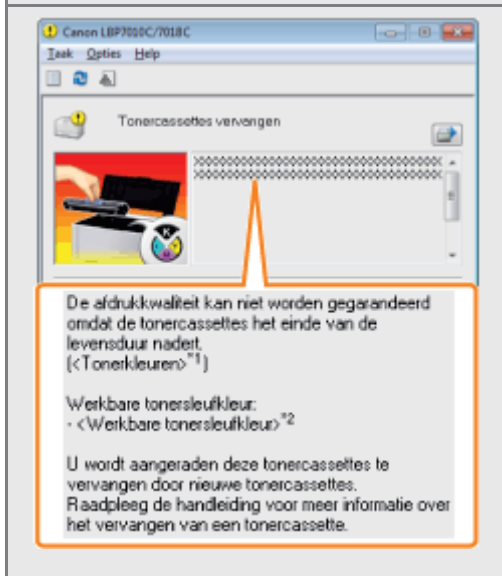 Canon LBP7010C/7018C
Taak Opties Help
Tonercassettes vervangen
XXXXXXXXXXXXXXXXXXXXXXXXXXXXXXXXXX
XXXXXXXXXXXXXXXXXXXXXXXXXXXXXXXXXX
K
De afdrukkwaliteit kan niet worden gegarandeerd
omdat de tonercassettes het einde van de
levensduur nadert.
(<Tonerkleuren>*1)
Werkbare tonersleufkleur:
- <Werkbare tonersleufkleur>*2
U wordt aangeraden deze tonercassettes te
vervangen door nieuwe tonercassettes.
Raadpleeg de handleiding voor meer informatie over
het vervangen van een tonercassette.